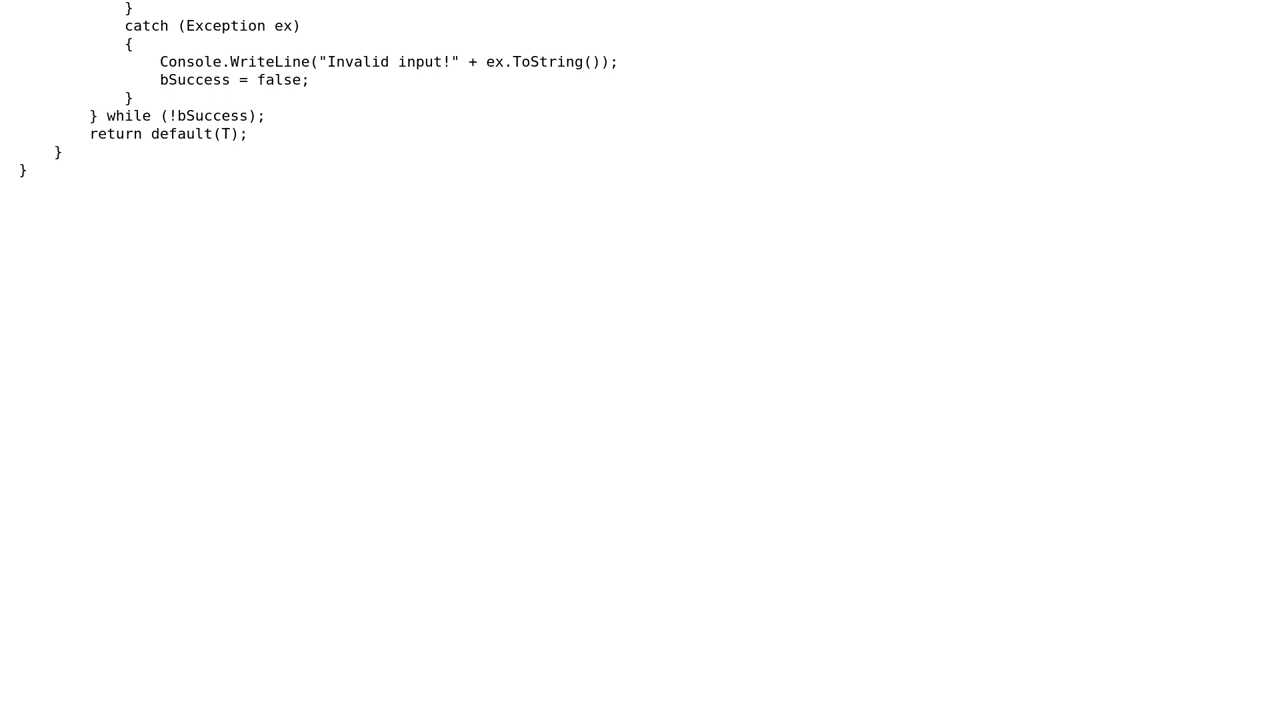 }
            catch (Exception ex)
            {
                Console.WriteLine("Invalid input!" + ex.ToString());
                bSuccess = false;
            }
        } while (!bSuccess);
        return default(T);
    }
}